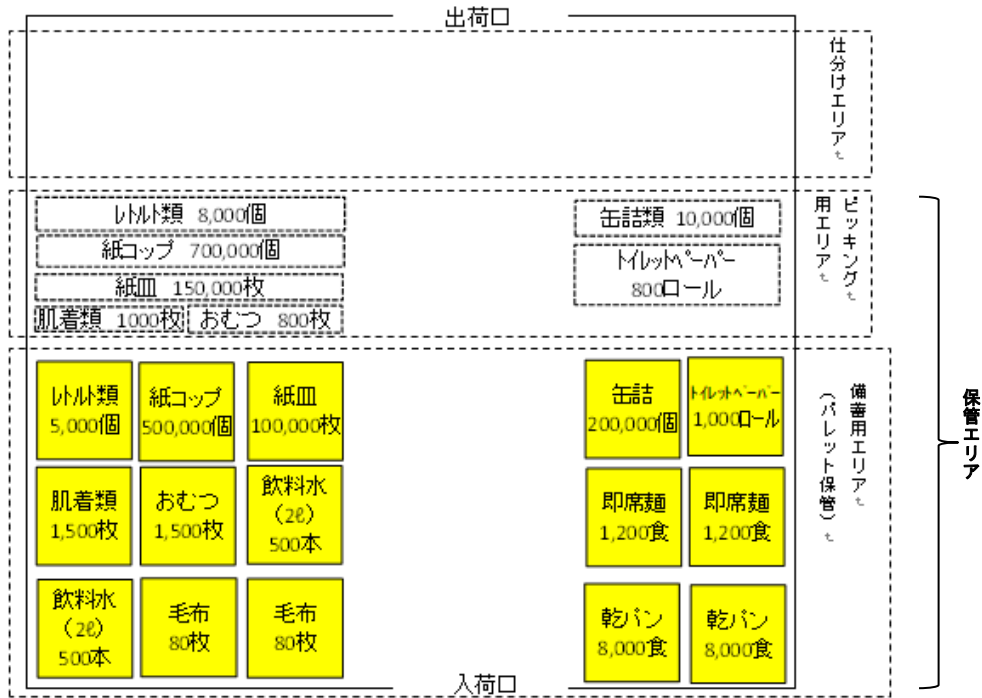 出荷口
仕分けエリア
レトルト類 8,000個
紙コップ 700,000個
紙皿 150,000枚
肌着類 1000枚
おむつ 800枚
缶詰類 10,000個
トイレットペーパー
800ロール
ピッキング
用エリア
レトルト類
5,000個
紙コップ
500,000個
紙皿
100,000枚
缶詰
200,000個
トイレットペーパー
1,000ロール
肌着類
1,500枚
おむつ
1,500枚
飲料水
(2ℓ)
500本
即席麺
1,200食
即席麺
1,200食
飲料水
(2ℓ)
500本
毛布
80枚
毛布
80枚
乾パン
8,000食
乾パン
8,000食
備蓄用エリア
(パレット保管)
保管エリア
入荷口